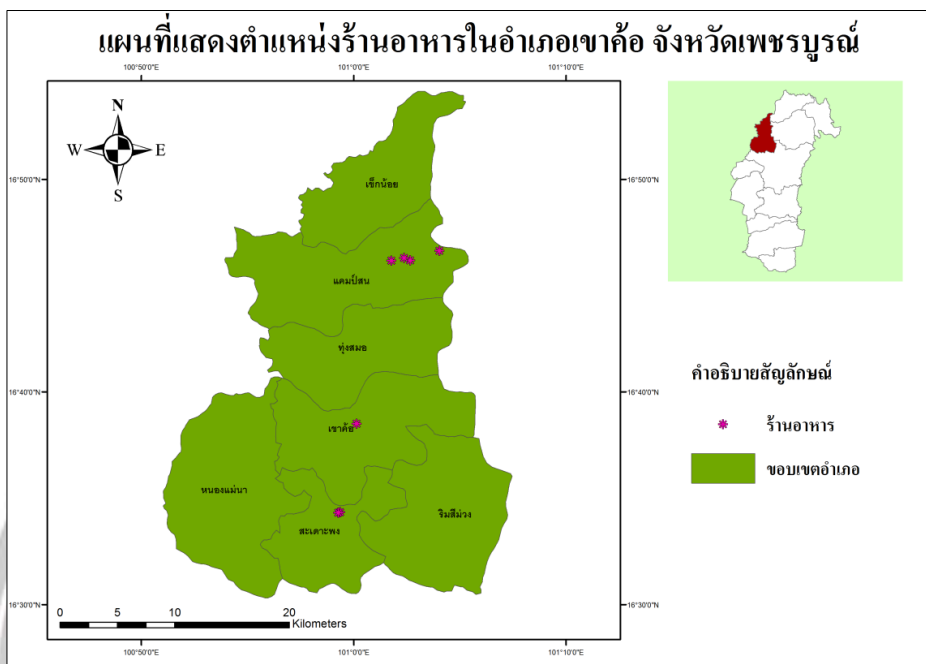 แผนที่แสดงตำแหน่งร้านอาหารในอำเภอเขาค้อ จังหวัดเพชรบูรณ์
100°50'0"E 101°0'0"E 101°10'0"E
N
W E
S
16°50'0"N 16°50'0"N
เข็กน้อย
แคมป์สน
ทุ่งสมอ
16°40'0"N 16°40'0"N
คำอธิบายสัญลักษณ์
ร้านอาหาร
เขาค้อ
ขอบเขตอำเภอ
หนองแม่นา
สะเดาะพง
ริมสีม่วง
16°30'0"N 16°30'0"N
0 5 10 20
Kilometers
100°50'0"E 101°0'0"E 101°10'0"E